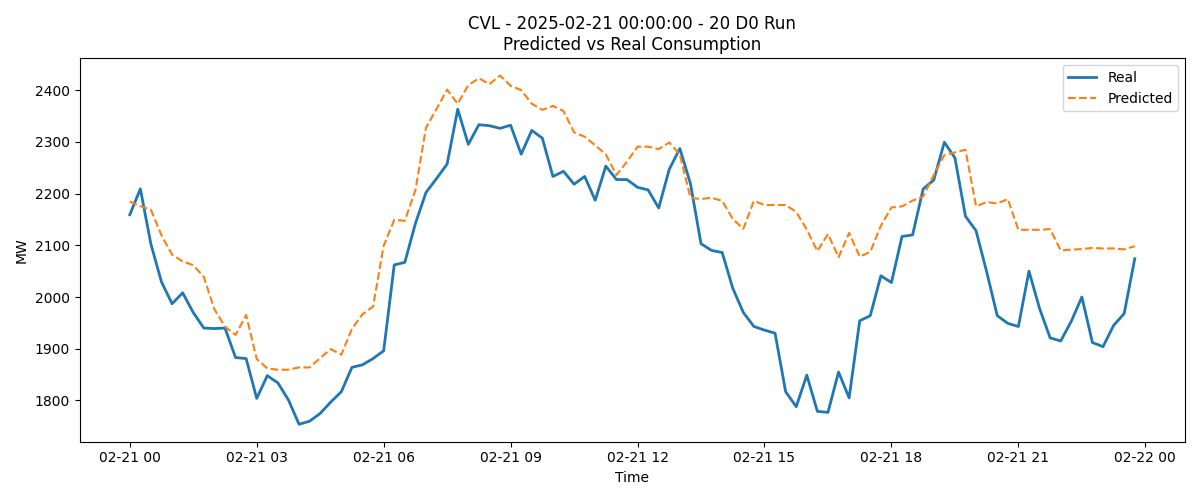 CVL - 2025-02-21 00:00:00 - 20 D0 Run
Predicted vs Real Consumption
Real
Predicted
MW
2400
2300
2200
2100
2000
1900
1800
02-21 00
02-21 03
02-21 06
02-21 09
02-21 12
02-21 15
02-21 18
02-21 21
02-22 00
Time